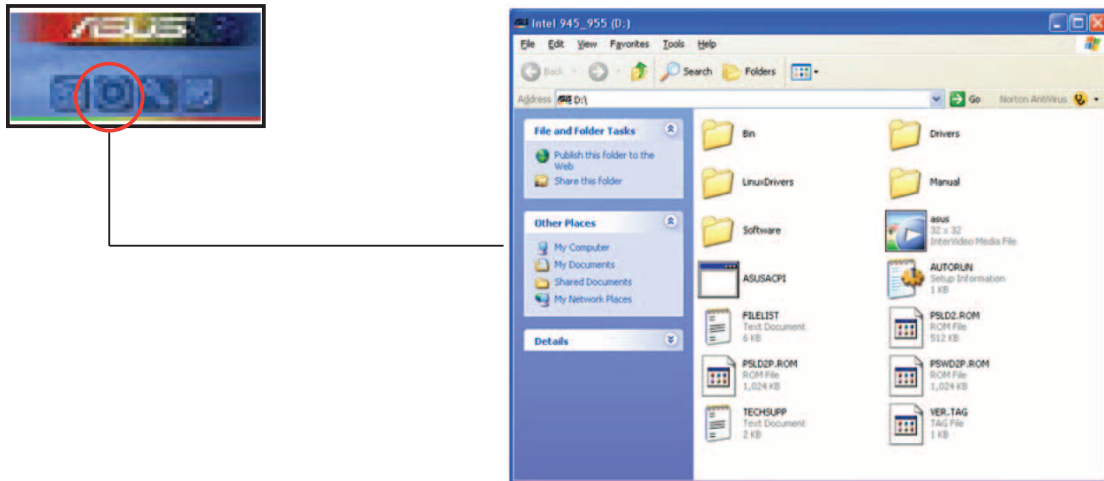 ASUS
Intel 945_955 (D:)
File Edit View Favorites Tools Help
Back Search Folders
Address D:\ Go Norton AntiVirus
File and Folder Tasks
Publish this folder to the
Web
Share this folder
Other Places
My Computer
My Documents
Shared Documents
My Network Places
Details
Bin
Drivers
LinuxDrivers
Manual
Software
asus
32 x 32
InterVideo Media File
ASUSACPI
AUTORUN
Setup Information
1 KB
FILELIST
Text Document
6 KB
P5LD2.ROM
ROM File
512 KB
P5LD2P.ROM
ROM File
1,024 KB
P5WD2P.ROM
ROM File
1,024 KB
TECHSUPP
Text Document
2 KB
VER.TAG
TAG File
1 KB